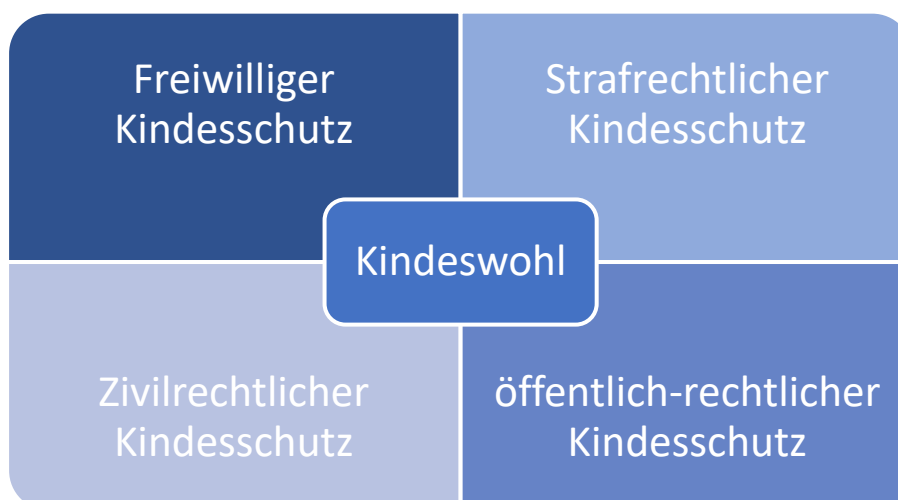 Freiwilliger
Kindesschutz
Strafrechtlicher
Kindesschutz
Kindeswohl
Zivilrechtlicher
Kindesschutz
öffentlich-rechtlicher
Kindesschutz